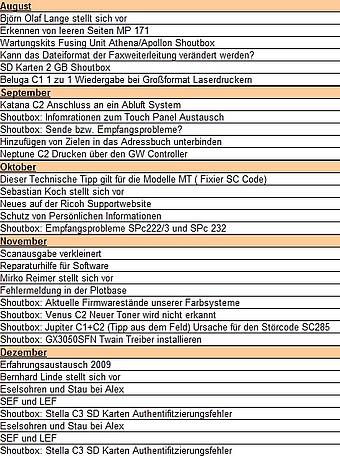 August
Björn Olaf Lange stellt sich vor
Erkennen von leeren Seiten MP 171
Wartungskits Fusing Unit Athena/Apollon Shoutbox
Kann das Dateiformat der Faxweiterleitung verändert werden?
SD Karten 2 GB Shoutbox
Beluga C1 1 zu 1 Wiedergabe bei Großformat Laserdruckern
September
Katana C2 Anschluss an ein Abluft System
Shoutbox: Infomrationen zum Touch Panel Austausch
Shoutbox: Sende bzw. Empfangsprobleme?
Hinzufügen von Zielen in das Adressbuch unterbinden
Neptune C2 Drucken über den GW Controller
Oktober
Dieser Technische Tipp gilt für die Modelle MT ( Fixier SC Code)
Sebastian Koch stellt sich vor
Neues auf der Ricoh Supportwebsite
Schutz von Persönlichen Informationen
Shoutbox: Empfangsprobleme SPc222/3 und SPc 232
November
Scanausgabe verkleinert
Reparaturhilfe für Software
Mirko Reimer stellt sich vor
Fehlermeldung in der Plotbase
Shoutbox: Aktuelle Firmwarestände unserer Farbsysteme
Shoutbox: Venus C2 Neuer Toner wird nicht erkannt
Shoutbox: Jupiter C1+C2 (Tipp aus dem Feld) Ursache für den Störcode SC285
Shoutbox: GX3050SFN Twain Treiber installieren
Dezember
Erfahrungsaustausch 2009
Bernhard Linde stellt sich vor
Eselsohren und Stau bei Alex
SEF und LEF
Shoutbox: Stella C3 SD Karten Authentifitzierungsfehler
Eselsohren und Stau bei Alex
SEF und LEF
Shoutbox: Stella C3 SD Karten Authentifitzierungsfehler